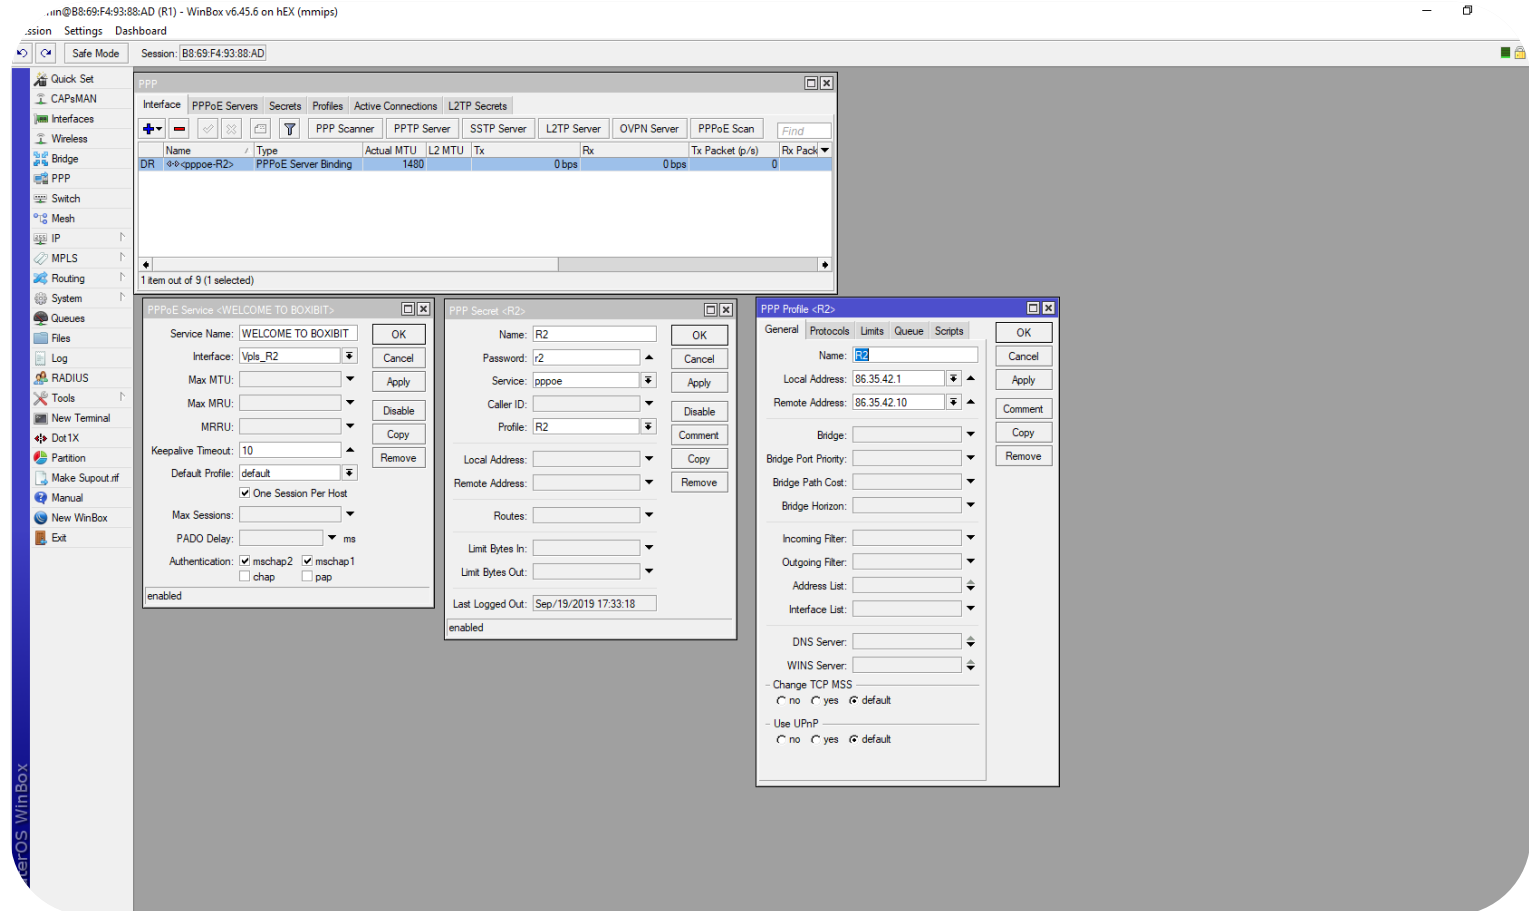 in@B8:69:F4:93:88:AD (R1) - WinBox v6.45.6 on hEX (mmips)
ssion Settings Dashboard
Safe Mode Session: B8:69:F4:93:88:AD
Quick Set
CAPsMAN
Interfaces
Wireless
Bridge
PPP
Switch
Mesh
IP
MPLS
Routing
System
Queues
Files
Log
RADIUS
Tools
New Terminal
Dot1X
Partition
Make Supout.rif
Manual
New WinBox
Exit
terOS WinBox
PPP
Interface PPPoE Servers Secrets Profiles Active Connections L2TP Secrets
PPP Scanner PPTP Server SSTP Server L2TP Server OVPN Server PPPoE Scan Find
Name / Type Actual MTU L2 MTU Tx Rx Tx Packet (p/s) Rx Pack
DR <pppoe-R2> PPPoE Server Binding 1480 0 bps 0 bps 0
1 item out of 9 (1 selected)
PPPoE Service <WELCOME TO BOXIBIT>
Service Name: WELCOME TO BOXIBIT OK
Interface: Vpls_R2 Cancel
Max MTU: Apply
Max MRU:
Disable
MRRU: Copy
Keepalive Timeout: 10 Remove
Default Profile: default
One Session Per Host
Max Sessions:
PADO Delay: ms
Authentication: mschap2 mschap1
chap pap
enabled
PPP Secret <R2>
Name: R2 OK
Password: r2 Cancel
Service: pppoe Apply
Caller ID: Disable
Profile: R2 Comment
Local Address: Copy
Remote Address: Remove
Routes:
Limit Bytes In:
Limit Bytes Out:
Last Logged Out: Sep/19/2019 17:33:18
enabled
PPP Profile <R2>
General Protocols Limits Queue Scripts OK
Name: R2 Cancel
Local Address: 86.35.42.1 Apply
Remote Address: 86.35.42.10 Comment
Bridge: Copy
Bridge Port Priority: Remove
Bridge Path Cost:
Bridge Horizon:
Incoming Filter:
Outgoing Filter:
Address List:
Interface List:
DNS Server:
WINS Server:
Change TCP MSS
no yes default
Use UPnP
no yes default